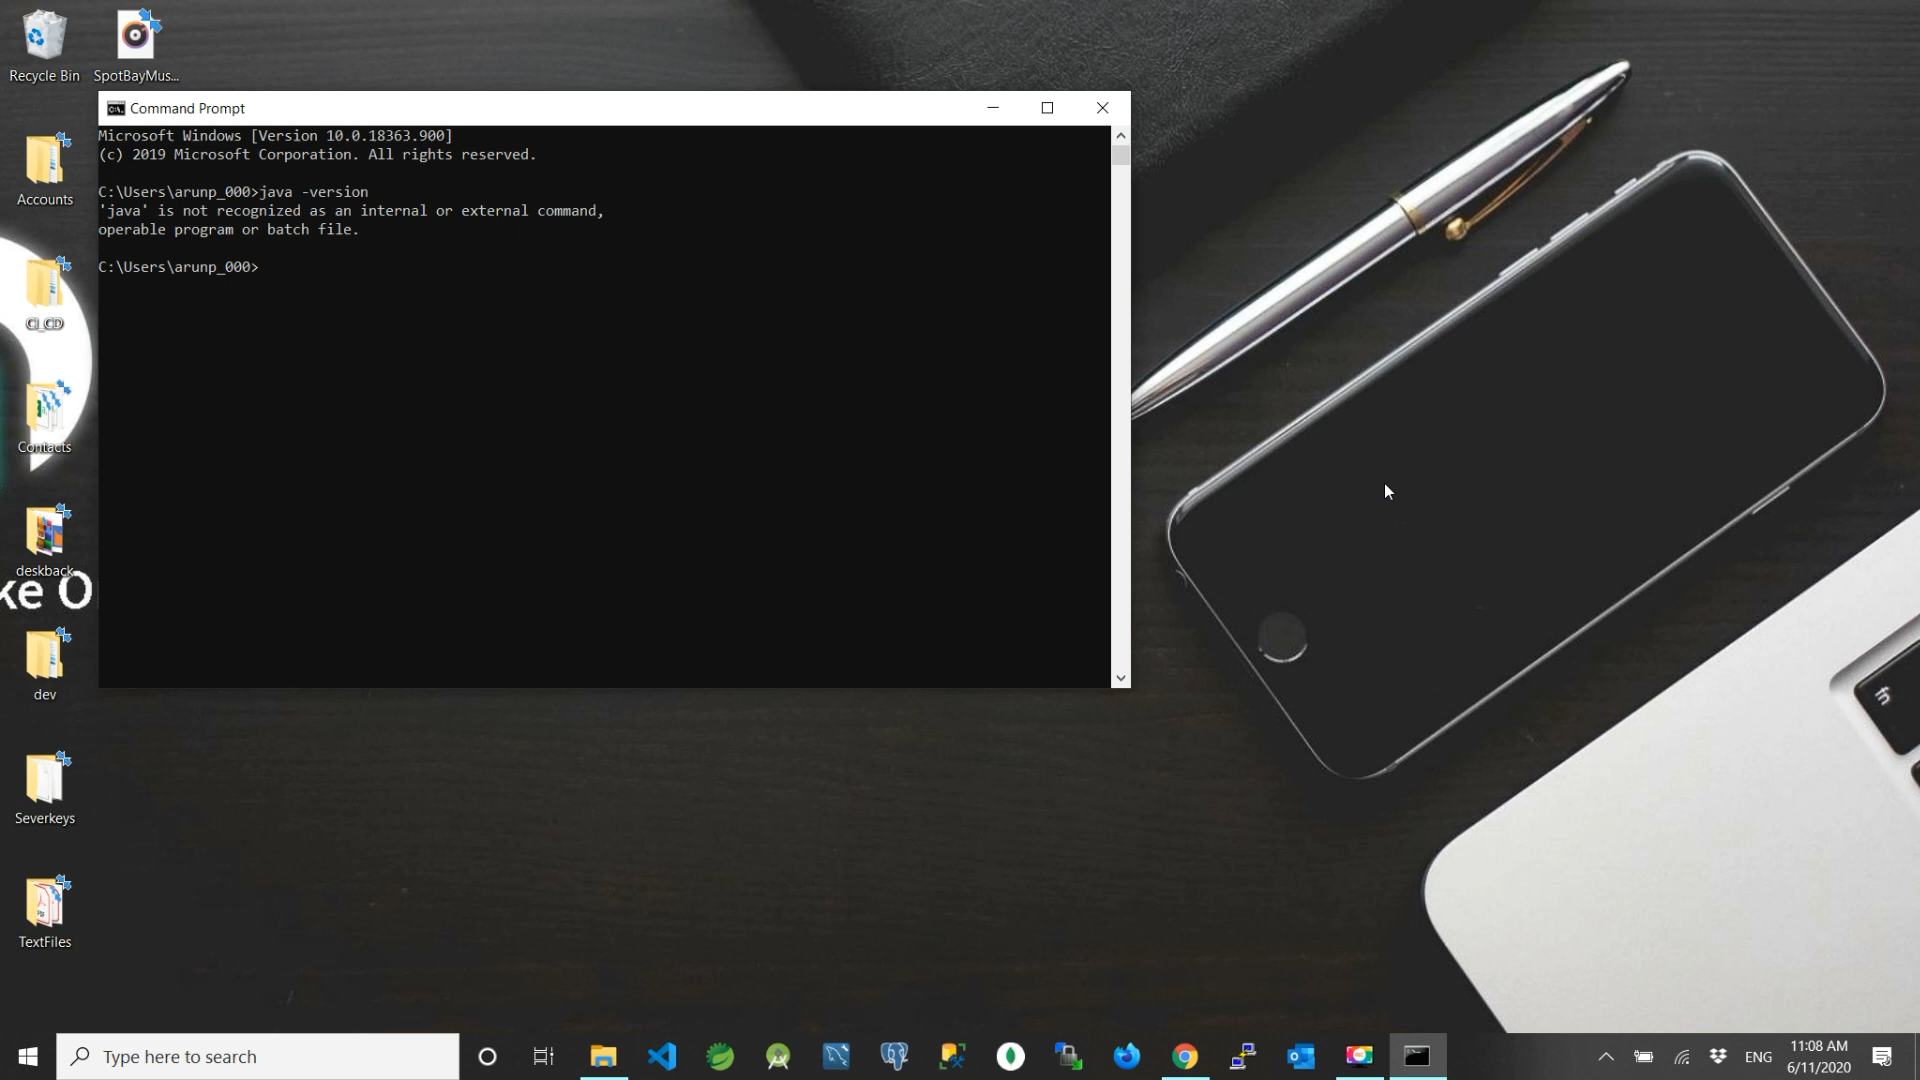 Recycle Bin
SpotBayMus...
Command Prompt
Microsoft Windows [Version 10.0.18363.900]
(c) 2019 Microsoft Corporation. All rights reserved.
C:\Users\arunp_000>java -version
'java' is not recognized as an internal or external command,
operable program or batch file.
C:\Users\arunp_000>
Accounts
CI_CD
Contacts
deskback
ke O
dev
Severkeys
TextFiles
fn
Type here to search
ENG
11:08 AM
6/11/2020